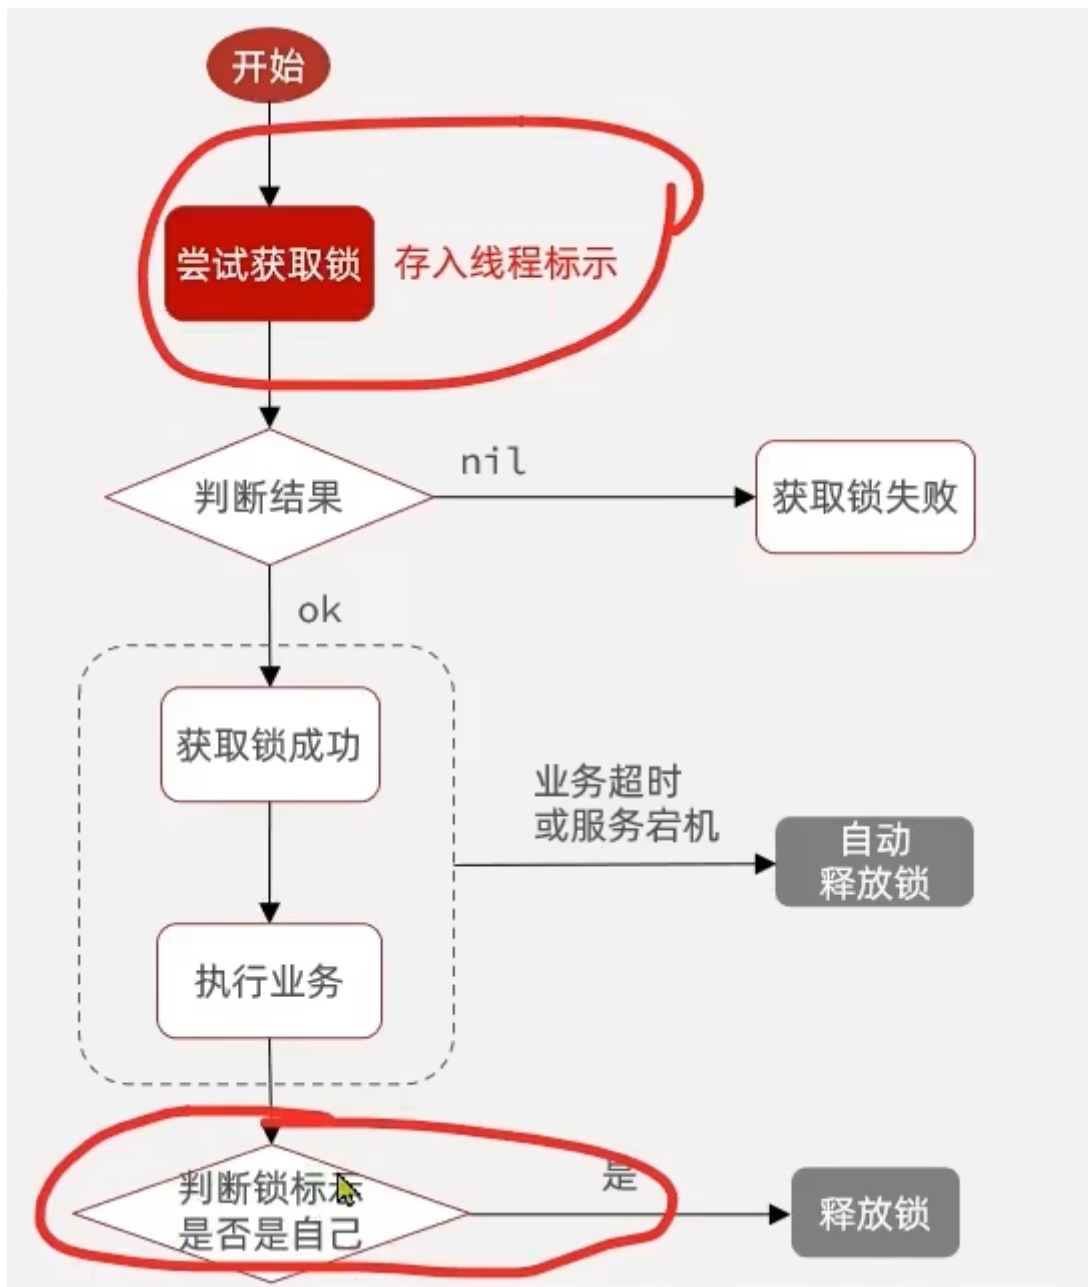 开始
尝试获取锁
存入线程标示
nil
判断结果
获取锁失败
ok
获取锁成功
业务超时
或服务宕机
自动
释放锁
执行业务
判断锁标示
是否是自己
是
释放锁